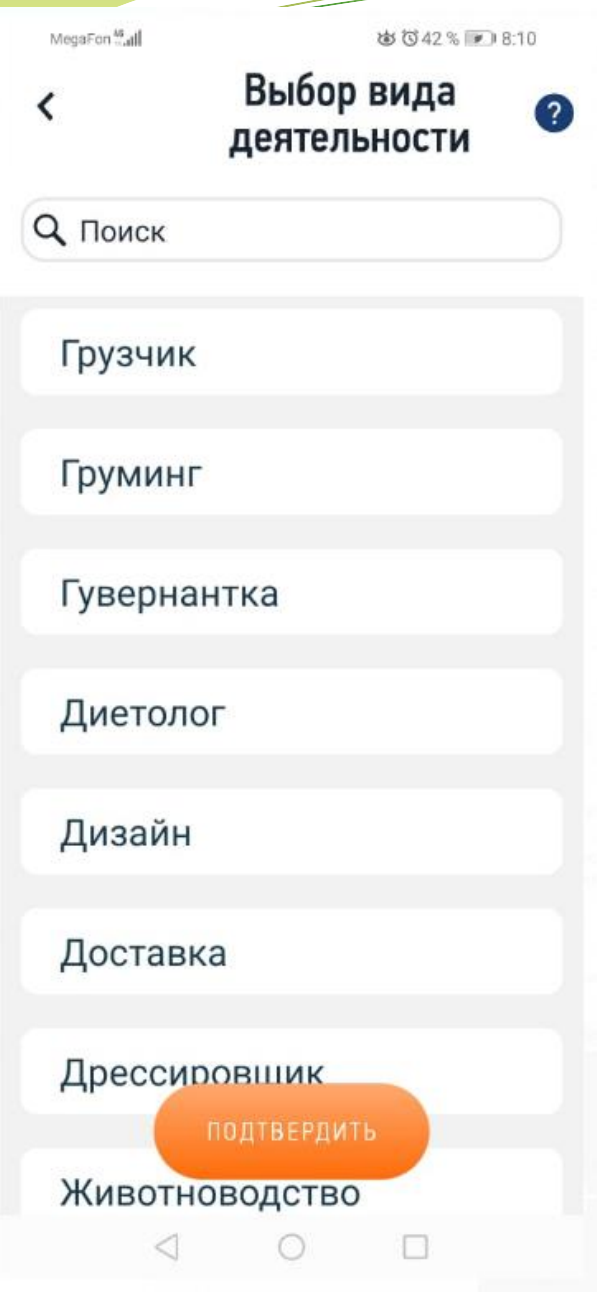 MegaFon 42 % 8:10
Выбор вида
деятельности
?
Поиск
Грузчик
Груминг
Гувернантка
Диетолог
Дизайн
Доставка
Дрессировщик
ПОДТВЕРДИТЬ
Животноводство